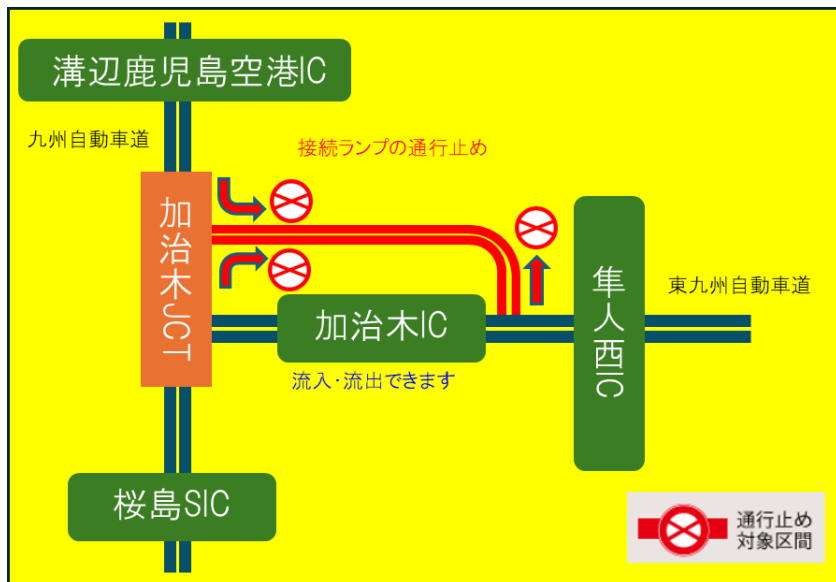 溝辺鹿児島空港IC
九州自動車道
接続ランプの通行止め
加治木JCT
隼人西IC
東九州自動車道
加治木IC
流入・流出できます
桜島SIC
通行止め
対象区間